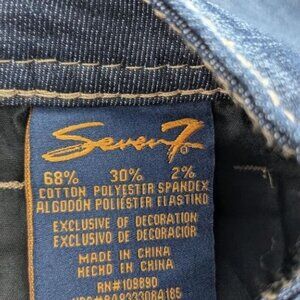 Seven7
68% 30% 2%
COTTON POLYESTER SPANDEX
ALGODÓN POLIÉSTER ELASTINO
EXCLUSIVE OF DECORATION
EXCLUSIVO DE DECORACIÓN
MADE IN CHINA
HECHO EN CHINA
RN#109890